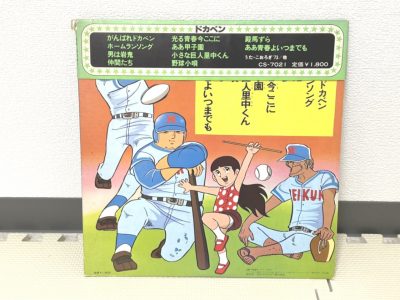 ドカベン
がんばれドカベン
ホームランソング
男は岩鬼
仲間たち
光る青春今ここに
ああ甲子園
小さな巨人里中くん
野球小唄
殿馬ずら
ああ青春よいつまでも
うた・こおろぎ'73 他
CS-7021 定価￥1,800
ドカベン
ンソング
今ここに
園
人里中くん
よいつまでも
EIKUN